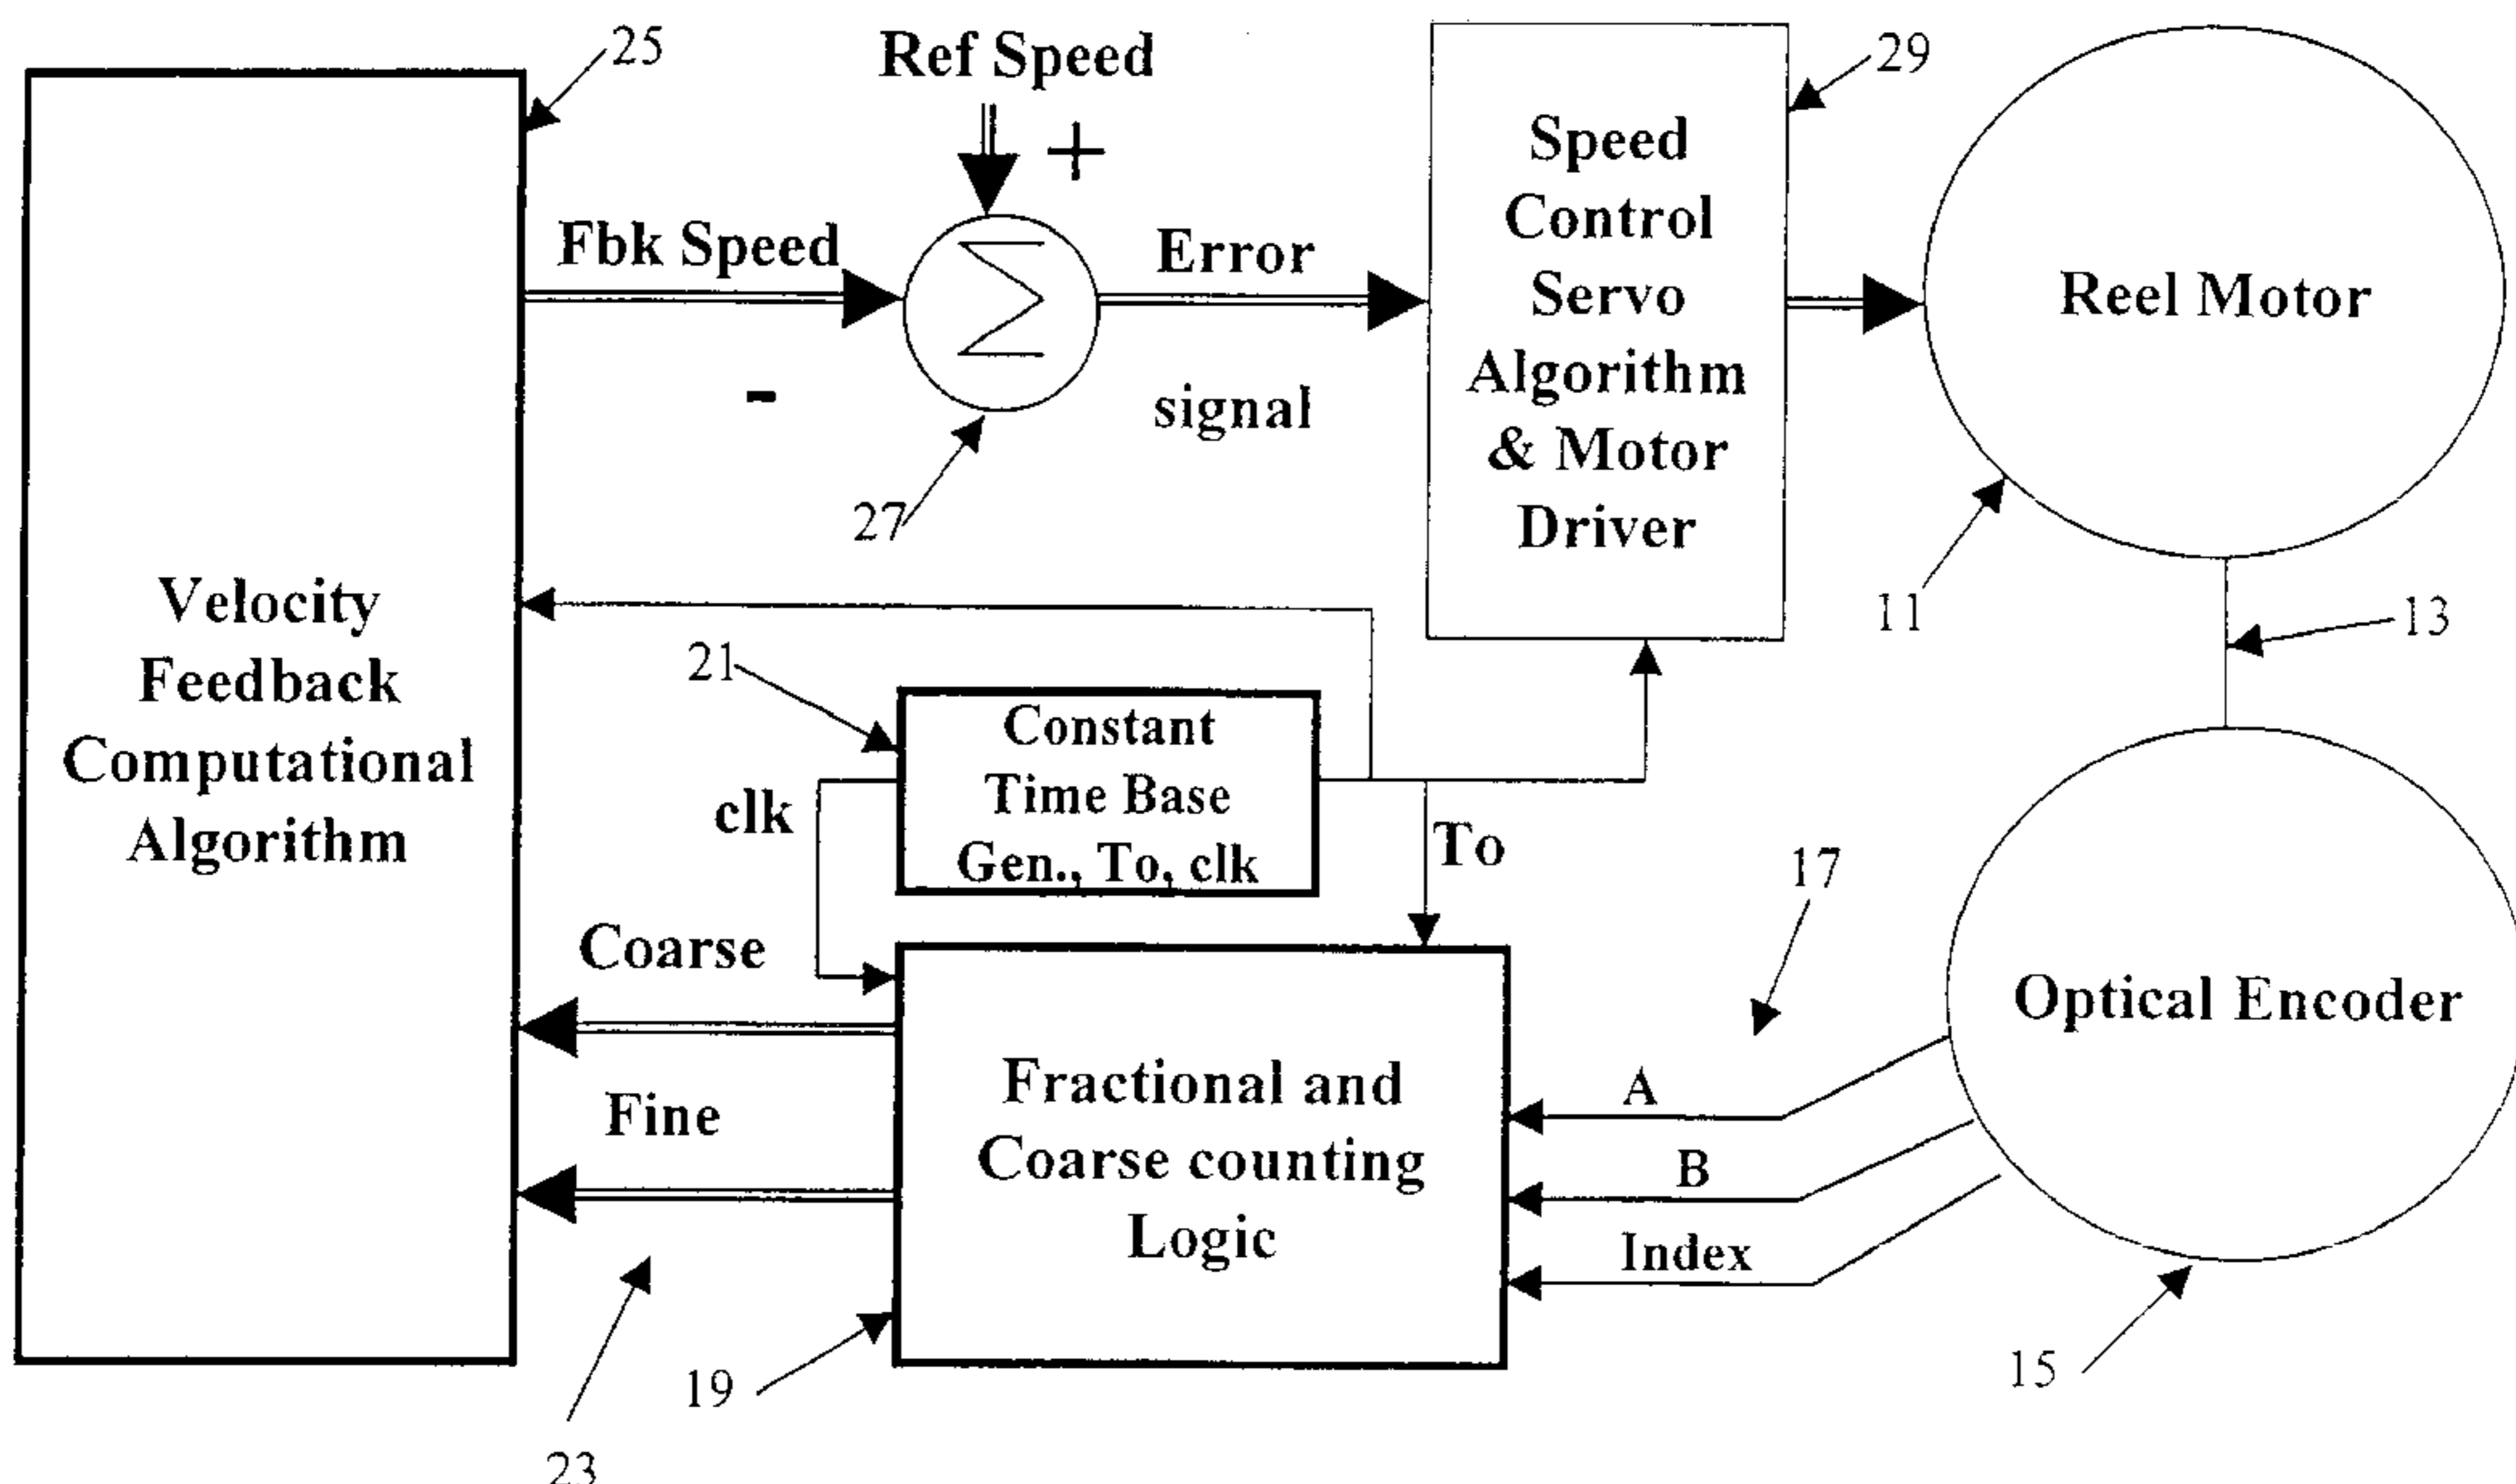 25
Ref Speed
+
29
Speed
Control
Servo
Algorithm
& Motor
Driver
Reel Motor
Fbk Speed
-
Σ
Error
signal
27
11
13
Velocity
Feedback
Computational
Algorithm
21
Constant
Time Base
Gen., To, clk
clk
To
17
Coarse
Fine
Fractional and
Coarse counting
Logic
A
B
Index
Optical Encoder
19
15
23